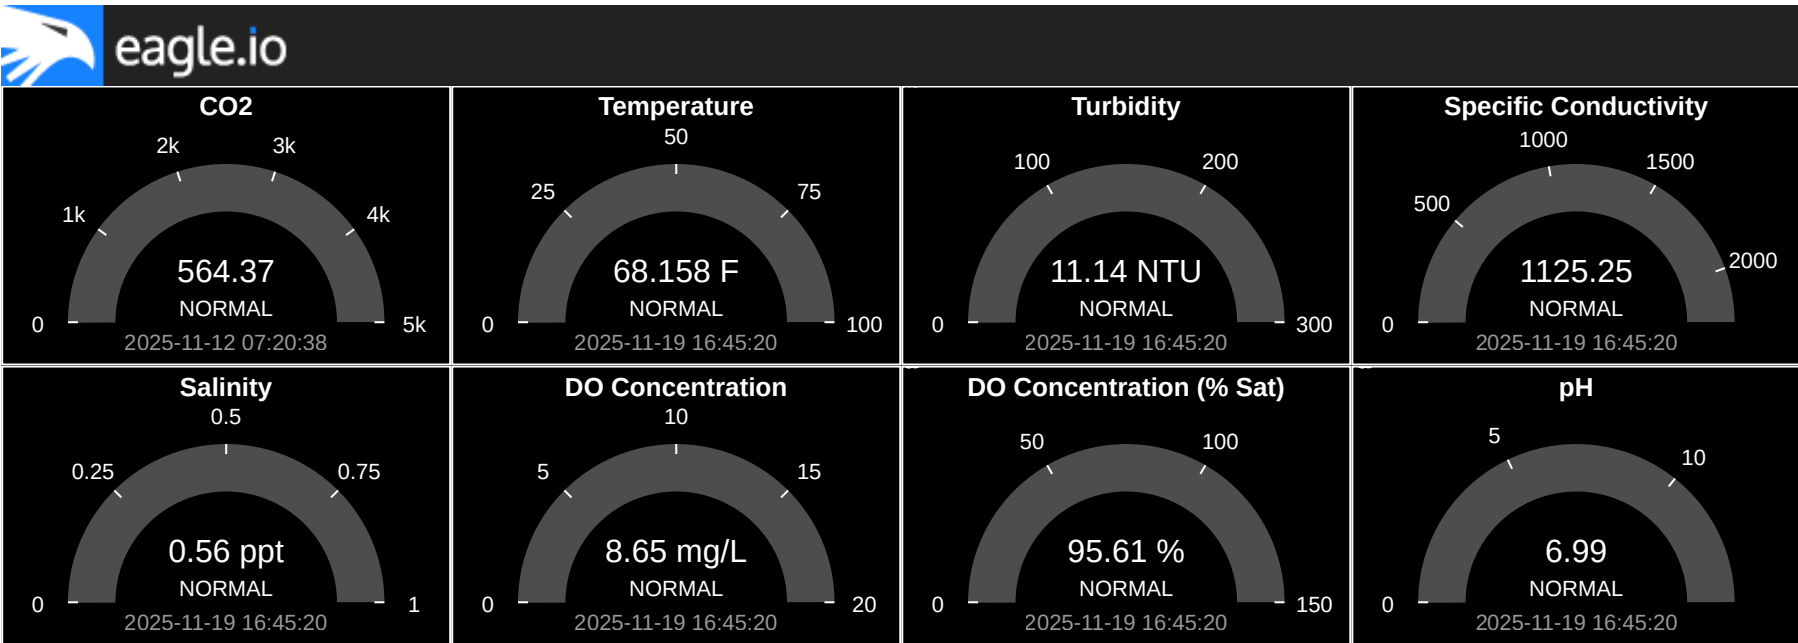 eagle.io
CO2
2k
3k
1k
4k
564.37
NORMAL
0
5k
2025-11-12 07:20:38
Temperature
50
25
75
68.158 F
NORMAL
0
100
2025-11-19 16:45:20
Turbidity
100
200
11.14 NTU
NORMAL
0
300
2025-11-19 16:45:20
Specific Conductivity
1000
1500
500
2000
1125.25
NORMAL
0
2025-11-19 16:45:20
Salinity
0.5
0.25
0.75
0.56 ppt
NORMAL
0
1
2025-11-19 16:45:20
DO Concentration
10
5
15
8.65 mg/L
NORMAL
0
20
2025-11-19 16:45:20
DO Concentration (% Sat)
50
100
95.61 %
NORMAL
0
150
2025-11-19 16:45:20
pH
5
10
6.99
NORMAL
0
2025-11-19 16:45:20